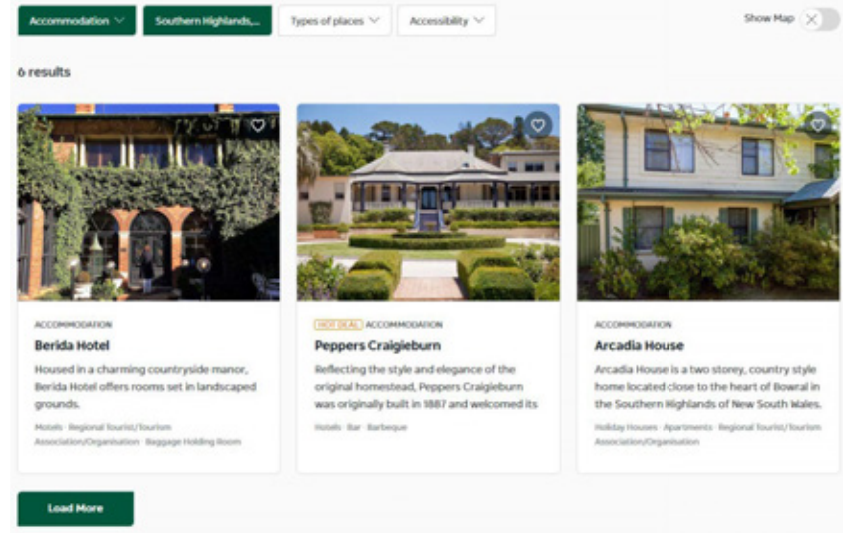 Accommodation
Southern Highlands,...
Types of places
Accessibility
Show Map
6 results
ACCOMMODATION
Berida Hotel
Housed in a charming countryside manor,
Berida Hotel offers rooms set in landscaped
grounds.
Motels · Regional Tourist/Tourism
Association/Organisation · Baggage Holding Room
HOT DEAL ACCOMMODATION
Peppers Craigieburn
Reflecting the style and elegance of the
original homestead, Peppers Craigieburn
was originally built in 1887 and welcomed its
Hotels · Bar · Barbeque
ACCOMMODATION
Arcadia House
Arcadia House is a two storey, country style
home located close to the heart of Bowral in
the Southern Highlands of New South Wales.
Holiday Houses · Apartments · Regional Tourist/Tourism
Association/Organisation
Load More